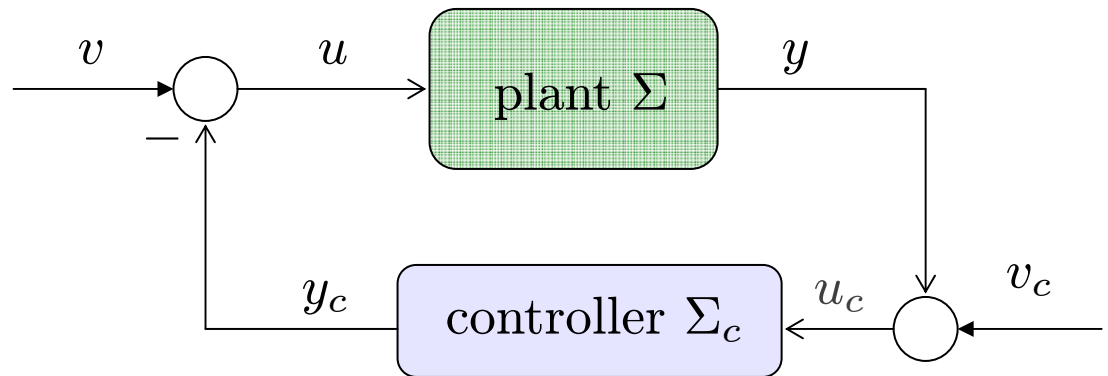 v
u
plant Σ
y
−
y_c
controller Σ_c
u_c
v_c